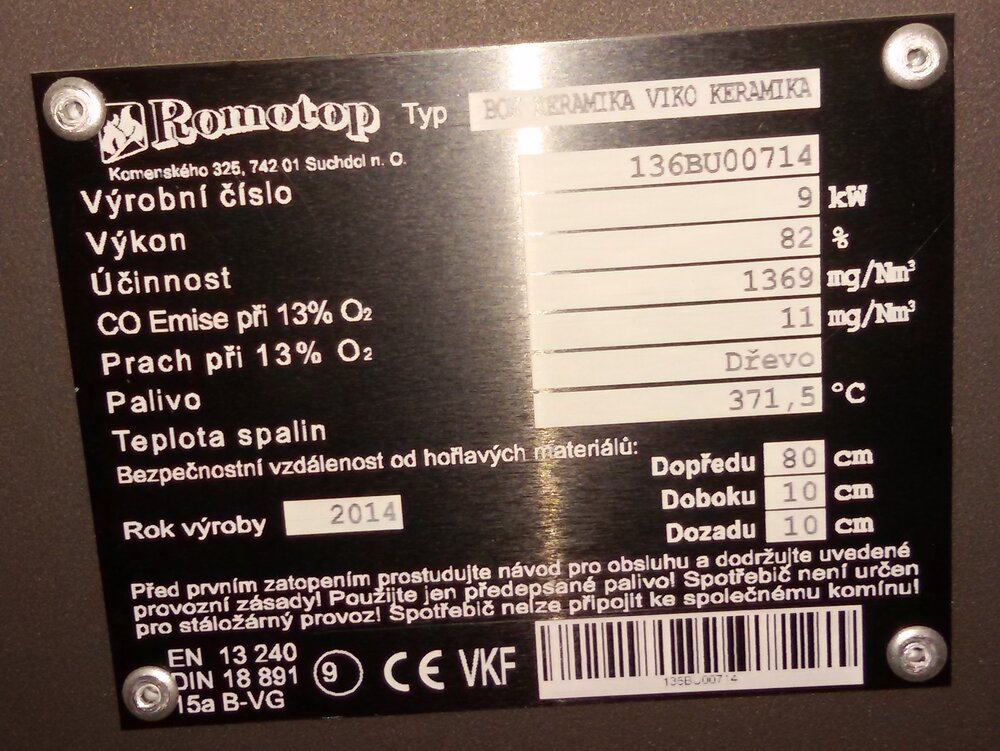 Romotop Typ BOK KERAMIKA VIKO KERAMIKA
Komenského 325, 742 01 Suchdol n. O.
Výrobní číslo 136BU00714
Výkon 9 kW
Účinnost 82 %
CO Emise při 13% O₂ 1369 mg/Nm³
Prach při 13% O₂ 11 mg/Nm³
Palivo Dřevo
Teplota spalin 371,5 °C
Bezpečnostní vzdálenost od hořlavých materiálů:
Dopředu 80 cm
Doboku 10 cm
Rok výroby 2014
Dozadu 10 cm
Před prvním zatopením prostudujte návod pro obsluhu a dodržujte uvedené
provozní zásady! Použijte jen předepsané palivo! Spotřebič není určen
pro stáložárný provoz! Spotřebič nelze připojit ke společnému komínu!
EN 13 240
DIN 18 891
15a B-VG
9 CE VKF
136BU00714